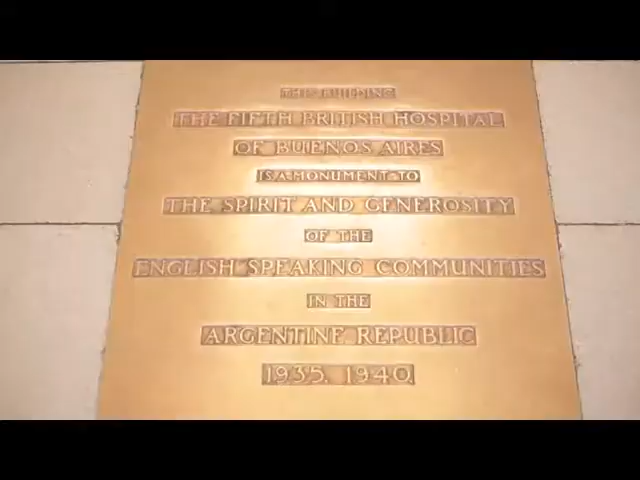 THIS BUILDING
THE FIFTH BRITISH HOSPITAL
OF BUENOS AIRES
IS A MONUMENT TO
THE SPIRIT AND GENEROSITY
OF THE
ENGLISH SPEAKING COMMUNITIES
IN THE
ARGENTINE REPUBLIC
1935. 1940.